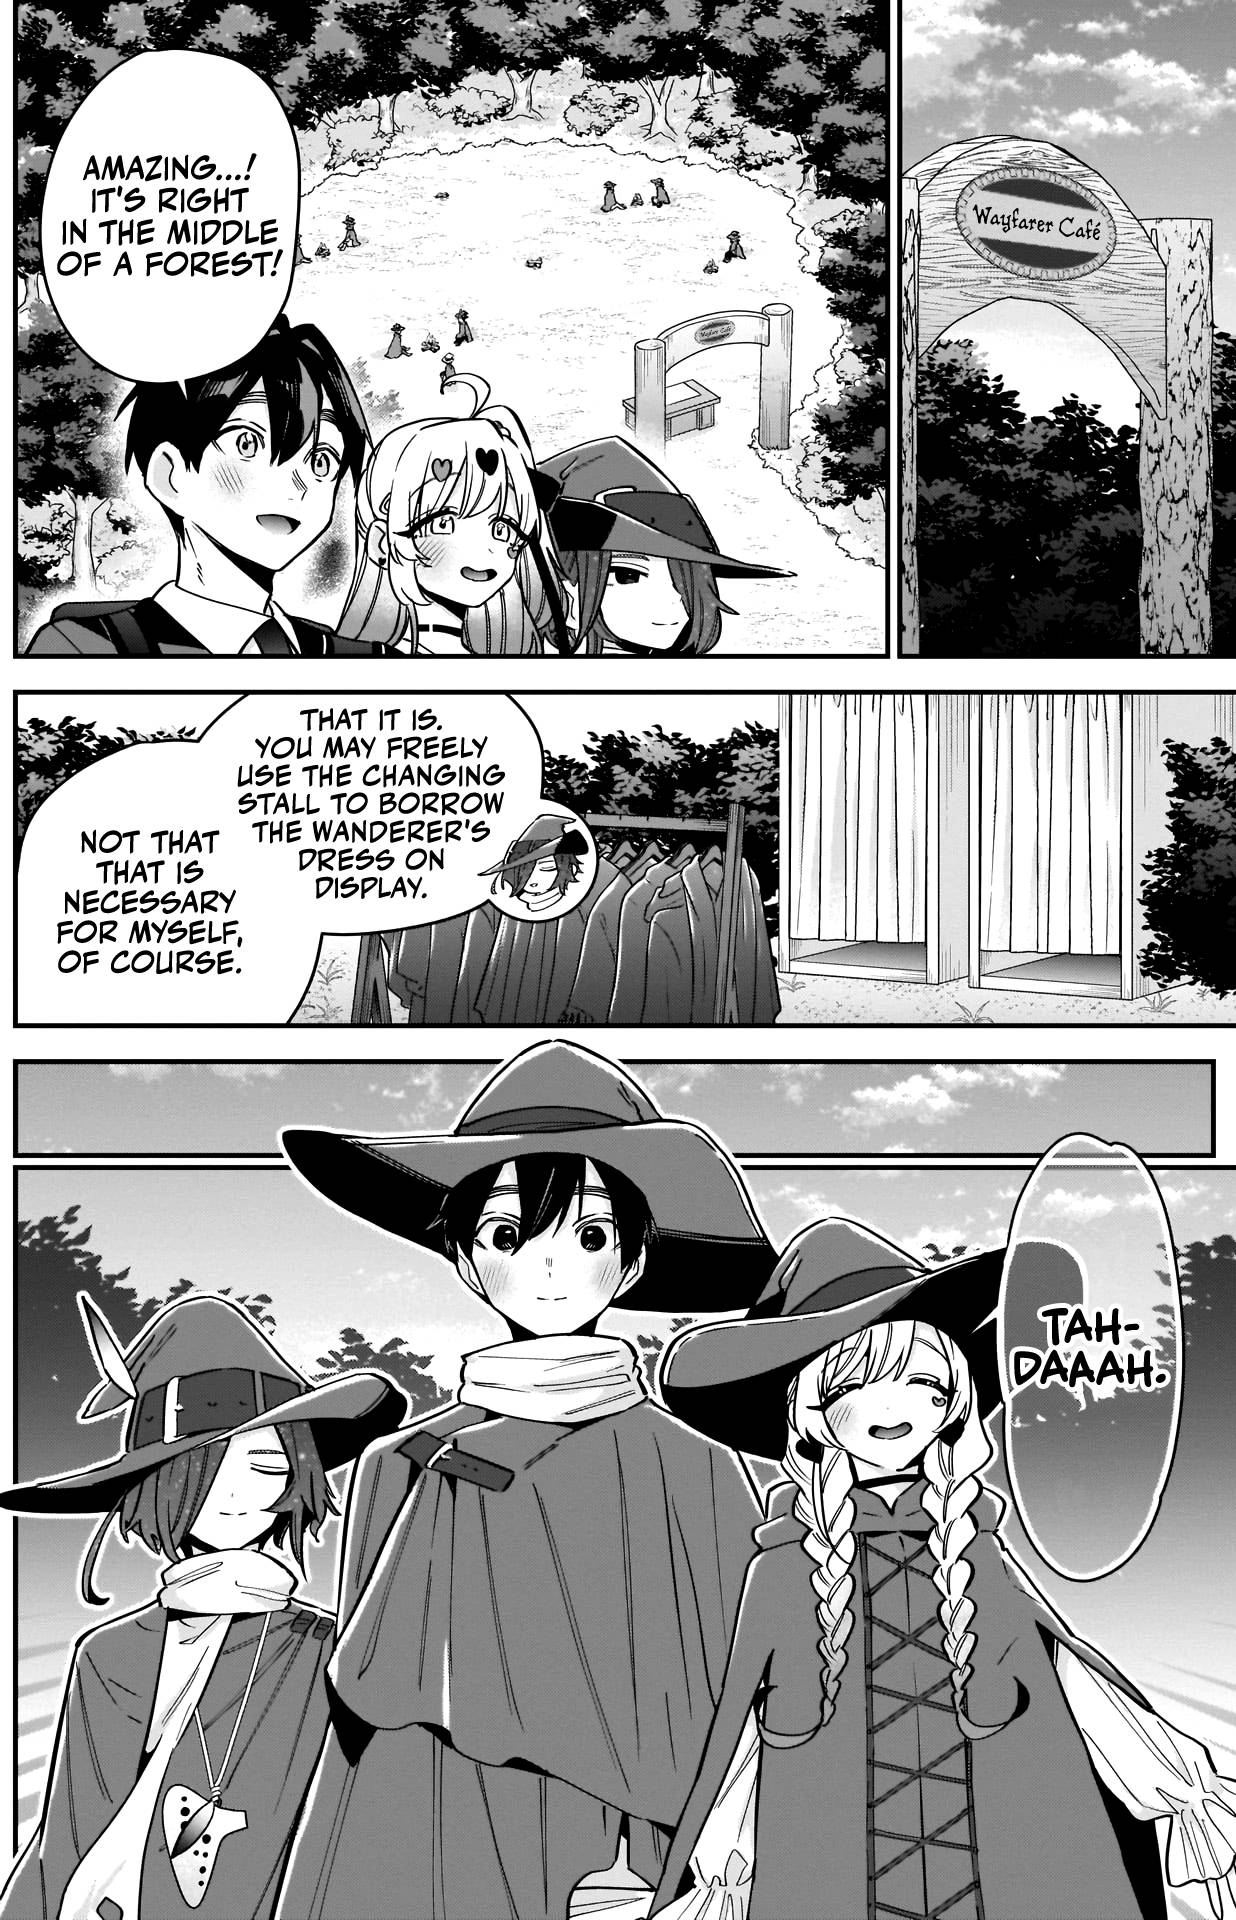 Wayfarer Café
AMAZING...!
IT'S RIGHT
IN THE MIDDLE
OF A FOREST!
Wayfarer Café
THAT IT IS.
YOU MAY FREELY
USE THE CHANGING
STALL TO BORROW
THE WANDERER'S
DRESS ON
DISPLAY.
NOT THAT
THAT IS
NECESSARY
FOR MYSELF,
OF COURSE.
TAH-
DAAAH.